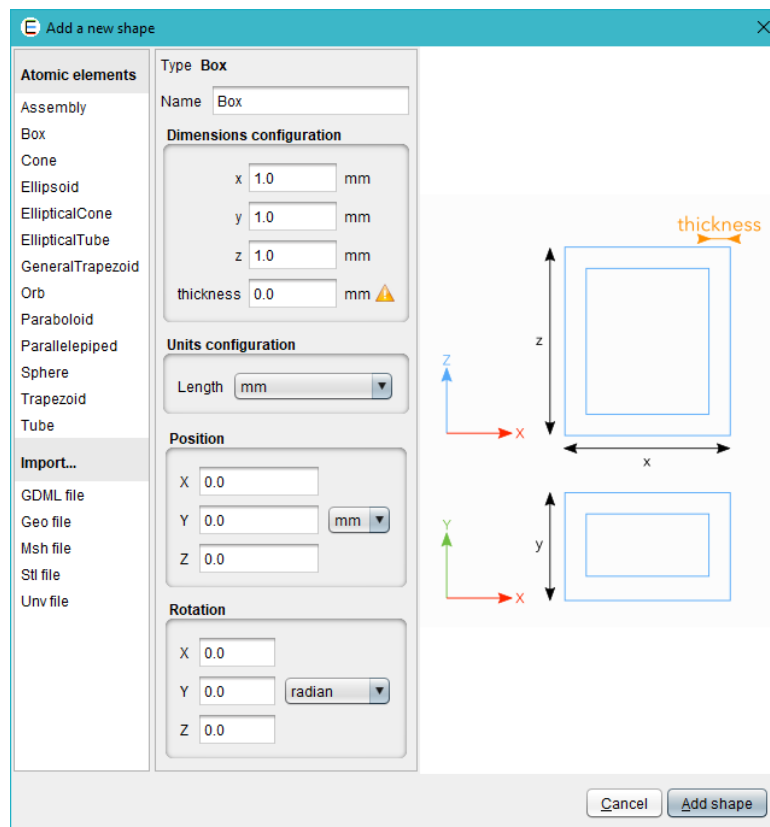 E Add a new shape
Atomic elements
Assembly
Box
Cone
Ellipsoid
EllipticalCone
EllipticalTube
GeneralTrapezoid
Orb
Paraboloid
Parallelepiped
Sphere
Trapezoid
Tube
Import...
GDML file
Geo file
Msh file
Stl file
Unv file
Type Box
Name Box
Dimensions configuration
x 1.0 mm
y 1.0 mm
z 1.0 mm
thickness 0.0 mm
Units configuration
Length mm
Position
X 0.0
Y 0.0 mm
Z 0.0
Rotation
X 0.0
Y 0.0 radian
Z 0.0
thickness
z
Z
X
x
y
Y
X
Cancel Add shape